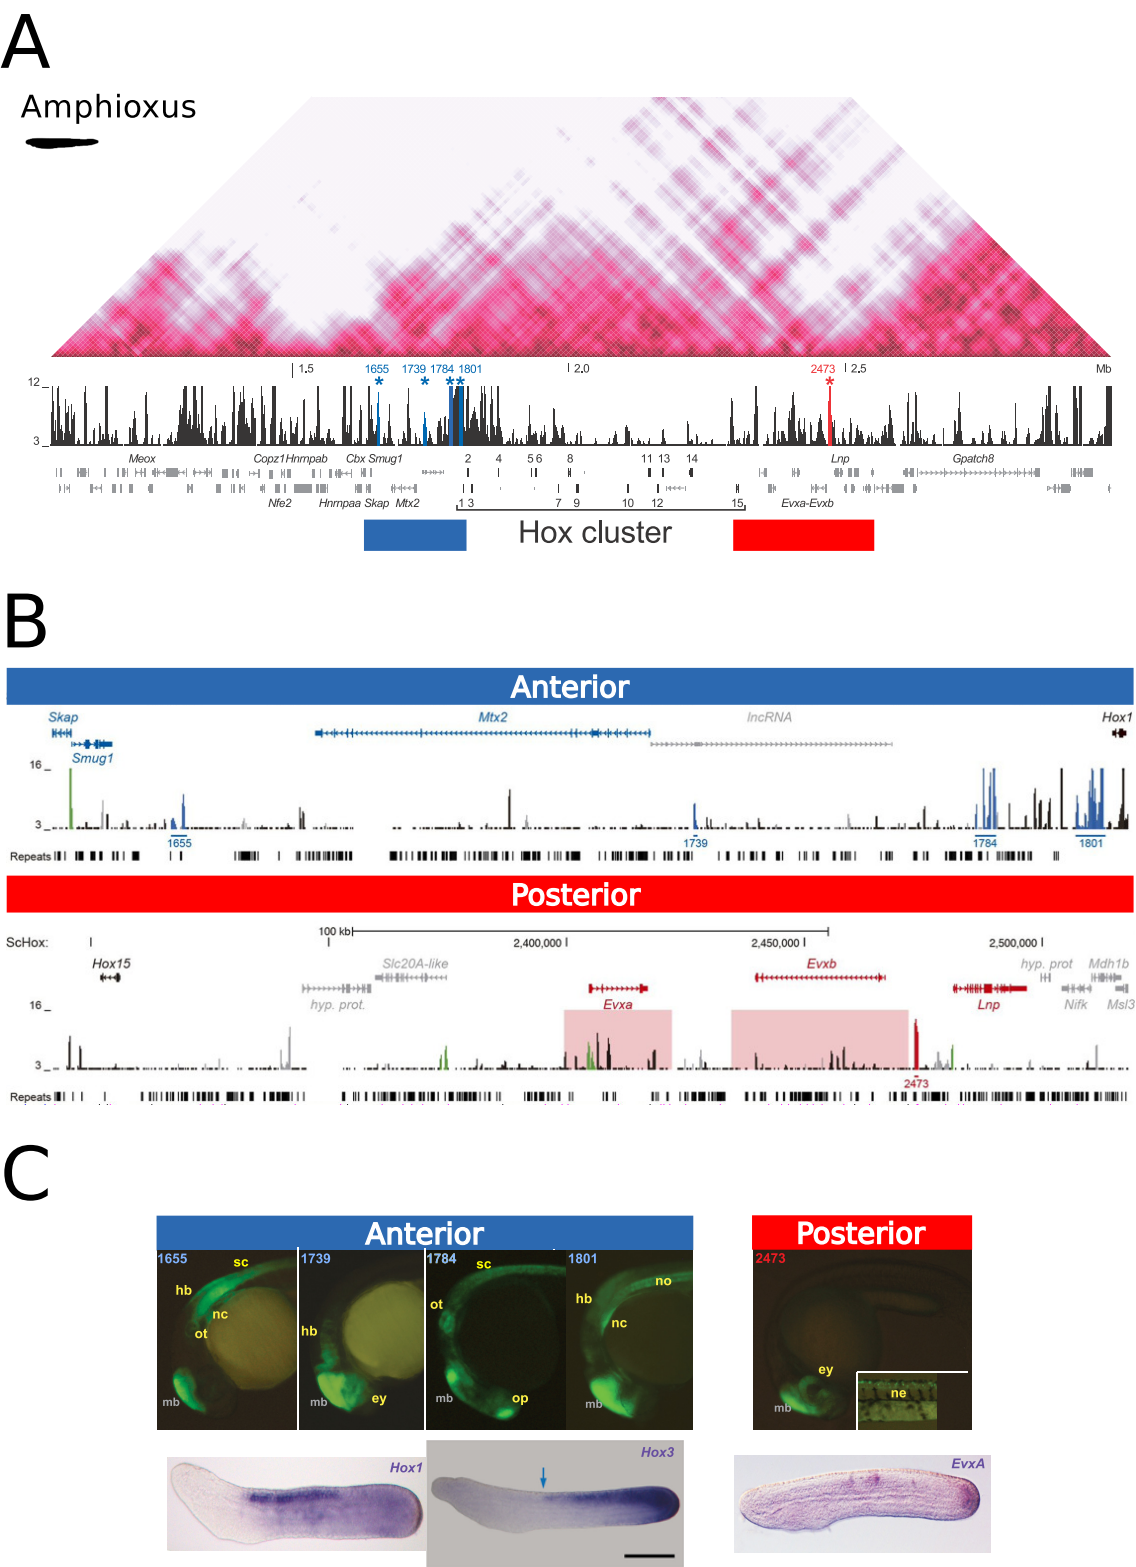 A
Amphioxus
1.5 2.0 2.5 Mb
1655 1739 1784 1801 2473
* * * * *
12
3
Meox Copz1 Hnrnpab Cbx Smug1 2 4 5 6 8 11 13 14 Lnp Gpatch8
Nfe2 Hnrnpaa Skap Mtx2 1 3 7 9 10 12 15 Evxa-Evxb
Hox cluster
B
Anterior
Skap Mtx2 lncRNA Hox1
Smug1
16
3
1655 1739 1784 1801
Repeats
Posterior
100 kb
ScHox: 2,400,000 2,450,000 2,500,000
Hox15 Slc20A-like Evxb hyp. prot Mdh1b
hyp. prot. Evxa Lnp Nifk Msl3
16
3
2473
Repeats
C
Anterior Posterior
1655 1739 1784 1801 2473
sc sc
hb no
nc ot hb
ot hb nc
mb ey mb op mb ey
mb ne
Hox1 Hox3 EvxA